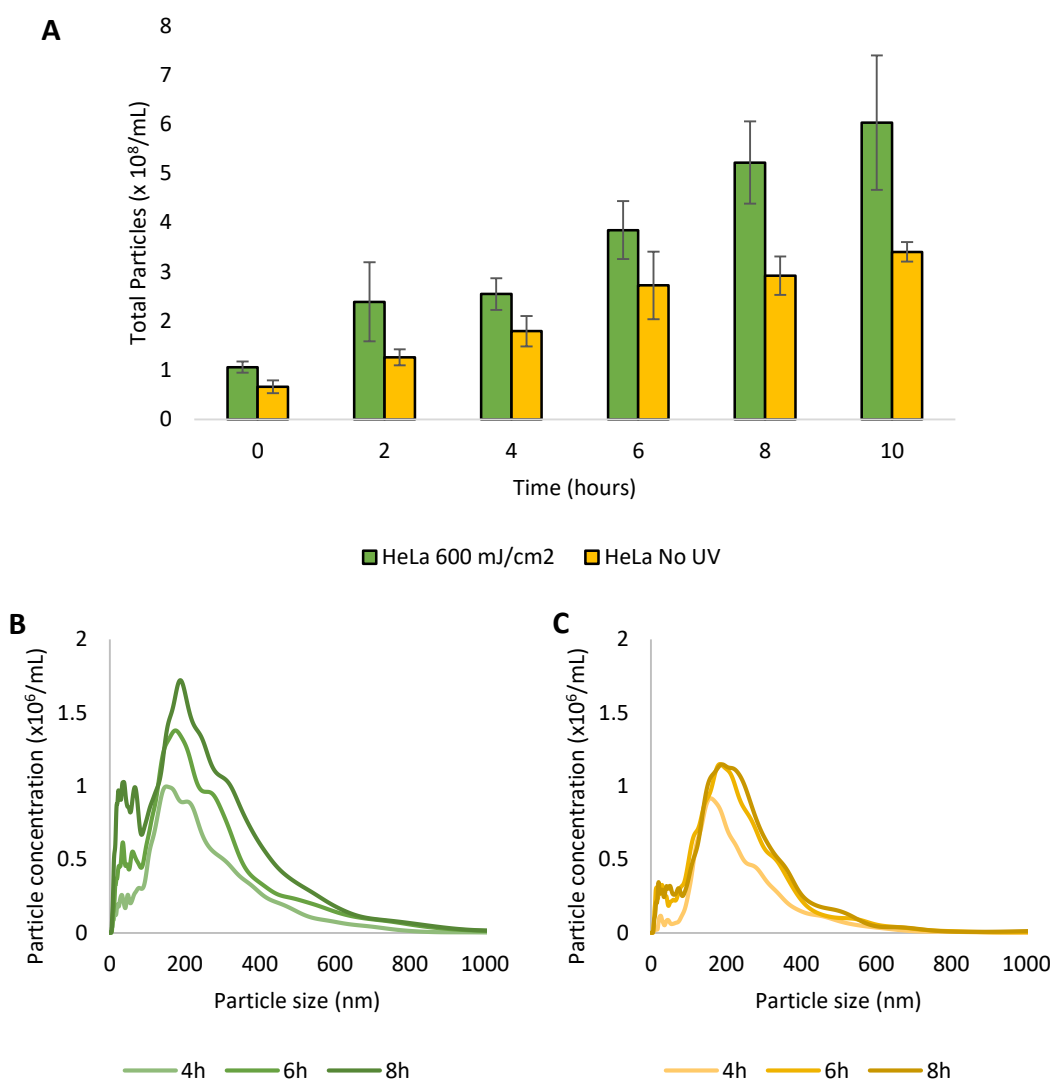 A
Total Particles (x 10⁸/mL)
8
7
6
5
4
3
2
1
0
0 2 4 6 8 10
Time (hours)
HeLa 600 mJ/cm2 HeLa No UV
B
Particle concentration (x10⁶/mL)
2
1.5
1
0.5
0
0 200 400 600 800 1000
Particle size (nm)
4h 6h 8h
C
Particle concentration (x10⁶/mL)
2
1.5
1
0.5
0
0 200 400 600 800 1000
Particle size (nm)
4h 6h 8h